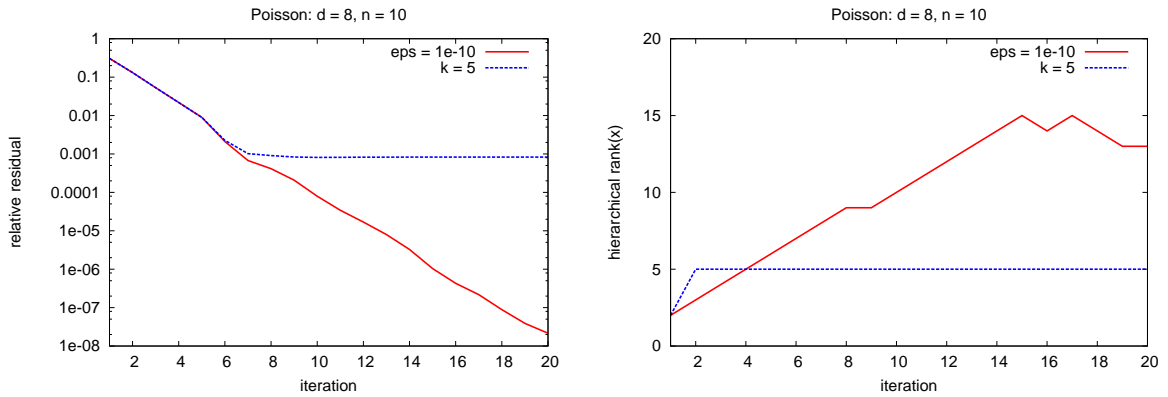 Poisson: d = 8, n = 10
1
0.1
0.01
0.001
0.0001
1e-05
1e-06
1e-07
1e-08
relative residual
eps = 1e-10
k = 5
2 4 6 8 10 12 14 16 18 20
iteration
Poisson: d = 8, n = 10
20
15
10
5
0
hierarchical rank(x)
eps = 1e-10
k = 5
2 4 6 8 10 12 14 16 18 20
iteration